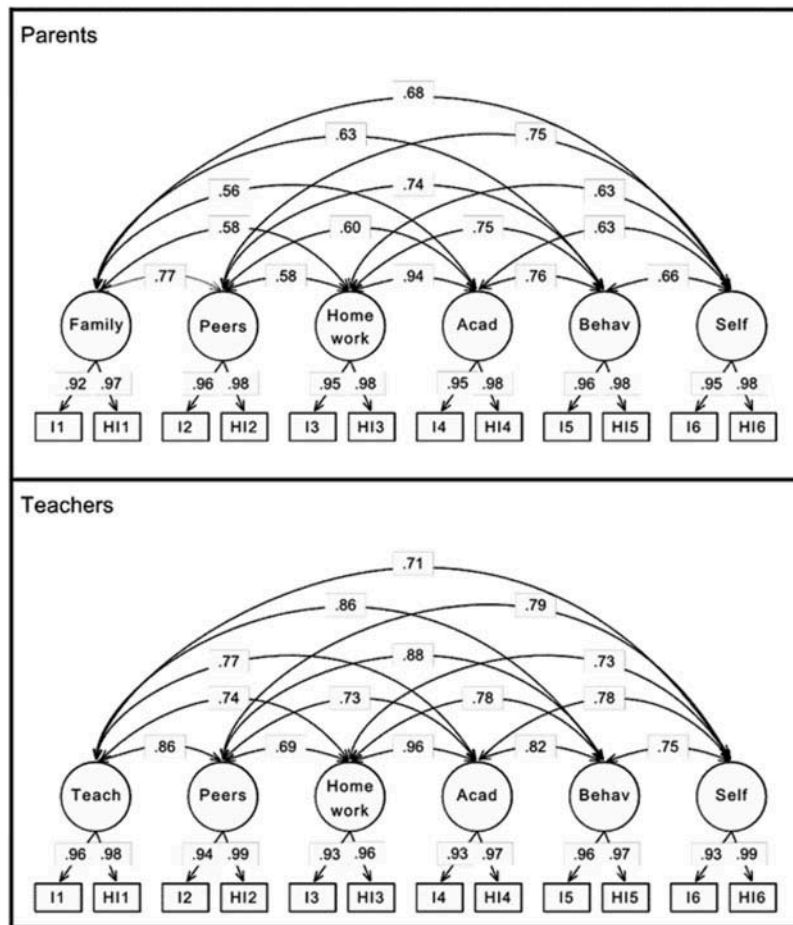 Parents
.68
.63 .75
.56 .74 .63
.58 .60 .75 .63
.77 .58 .94 .76 .66
Family Peers Home work Acad Behav Self
.92 .97 .96 .98 .95 .98 .95 .98 .96 .98 .95 .98
I1 HI1 I2 HI2 I3 HI3 I4 HI4 I5 HI5 I6 HI6
Teachers
.71
.86 .79
.77 .88 .73
.74 .73 .78 .78
.86 .69 .96 .82 .75
Teach Peers Home work Acad Behav Self
.96 .98 .94 .99 .93 .96 .93 .97 .96 .97 .93 .99
I1 HI1 I2 HI2 I3 HI3 I4 HI4 I5 HI5 I6 HI6